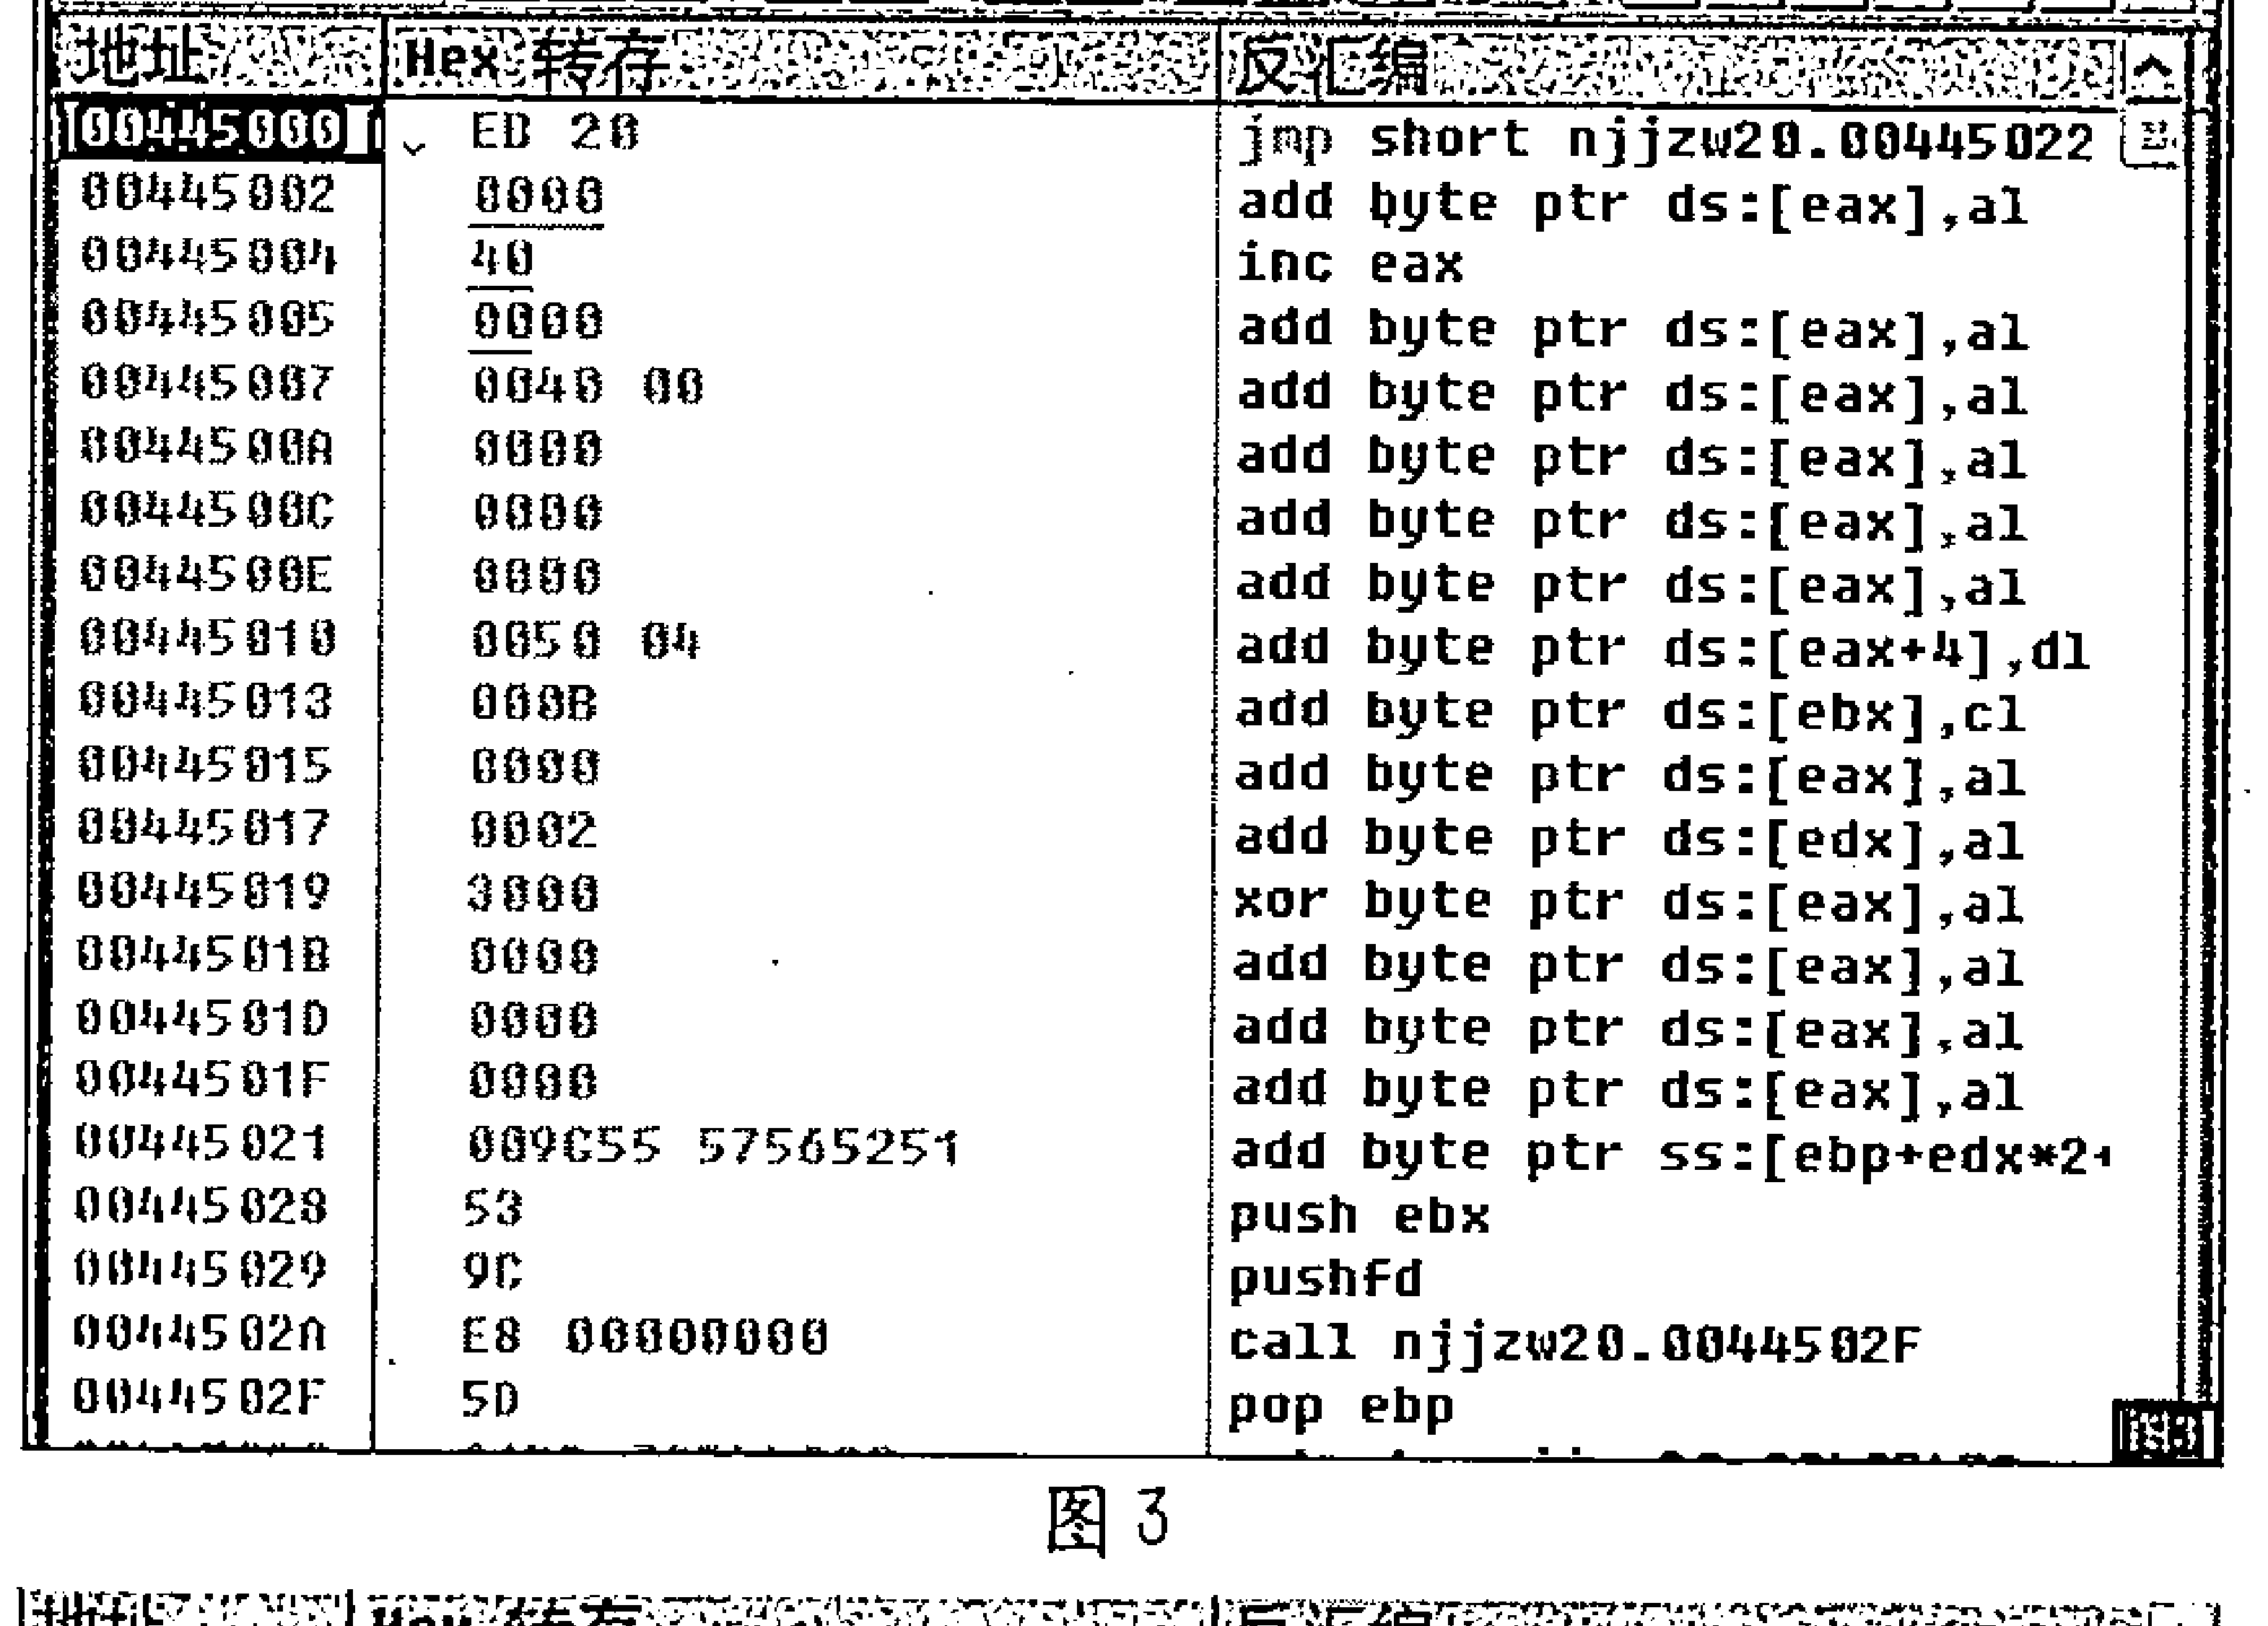 地址 Hex 转存 反汇编
00445000 EB 20 jmp short njjzw20.00445022
00445002 0000 add byte ptr ds:[eax],al
00445004 40 inc eax
00445005 0000 add byte ptr ds:[eax],al
00445007 0040 00 add byte ptr ds:[eax],al
0044500A 0000 add byte ptr ds:[eax],al
0044500C 0000 add byte ptr ds:[eax],al
0044500E 0000 add byte ptr ds:[eax],al
00445010 0050 04 add byte ptr ds:[eax+4],dl
00445013 000B add byte ptr ds:[ebx],cl
00445015 0000 add byte ptr ds:[eax],al
00445017 0002 add byte ptr ds:[edx],al
00445019 3000 xor byte ptr ds:[eax],al
0044501B 0000 add byte ptr ds:[eax],al
0044501D 0000 add byte ptr ds:[eax],al
0044501F 0000 add byte ptr ds:[eax],al
00445021 009C55 57565251 add byte ptr ss:[ebp+edx*2+
00445028 53 push ebx
00445029 9C pushfd
0044502A E8 00000000 call njjzw20.0044502F
0044502F 5D pop ebp
图 3
地址 Hex 转存 反汇编